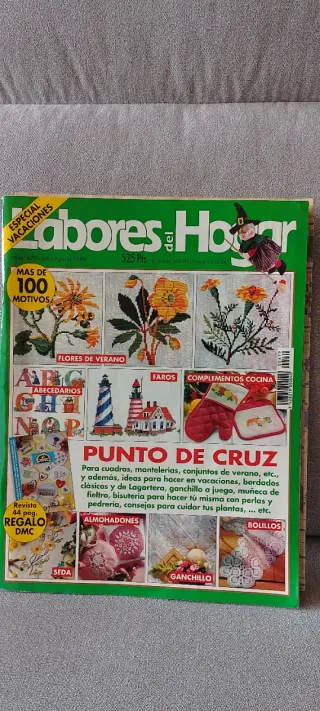 ESPECIAL
VACACIONES
Labores del Hogar
525 Pts.
MAS DE
100
MOTIVOS
FLORES DE VERANO
ABECEDARIOS
FAROS
COMPLEMENTOS COCINA
PUNTO DE CRUZ
Para cuadros, mantelerías, conjuntos de verano, etc.,
y además, ideas para hacer en vacaciones, bordados
clásicos y de Lagartera, ganchillo a juego, muñeco de
fieltro, bisutería para hacer tú misma con perlas y
pedrería, consejos para cuidar tus plantas, ... etc.
Revista
44 pág.
REGALO
DMC
SEDA
ALMOHADONES
GANCHILLO
BOLILLOS